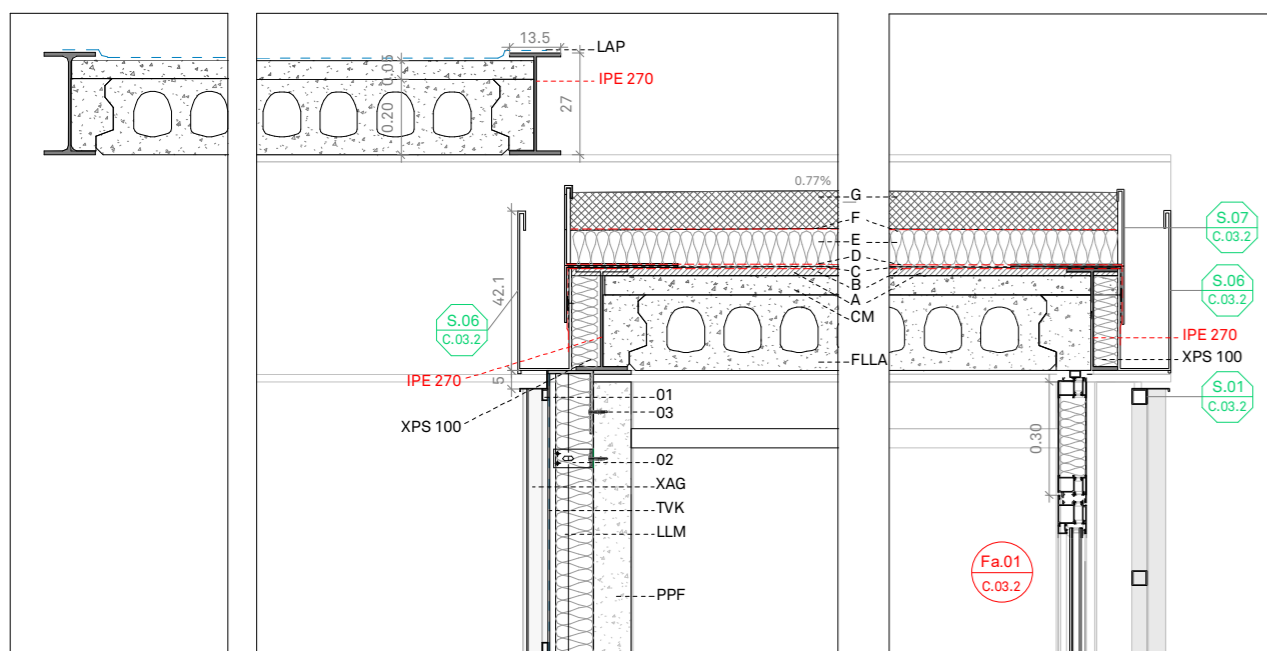 13.5
LAP
0.05
IPE 270
27
0.20
0.77%
G
F
E
D
C
B
A
CM
FLLA
S.07
C.03.2
S.06
C.03.2
42.1
S.06
C.03.2
IPE 270
XPS 100
IPE 270
5
XPS 100
01
03
02
XAG
TVK
LLM
PPF
S.01
C.03.2
0.30
Fa.01
C.03.2